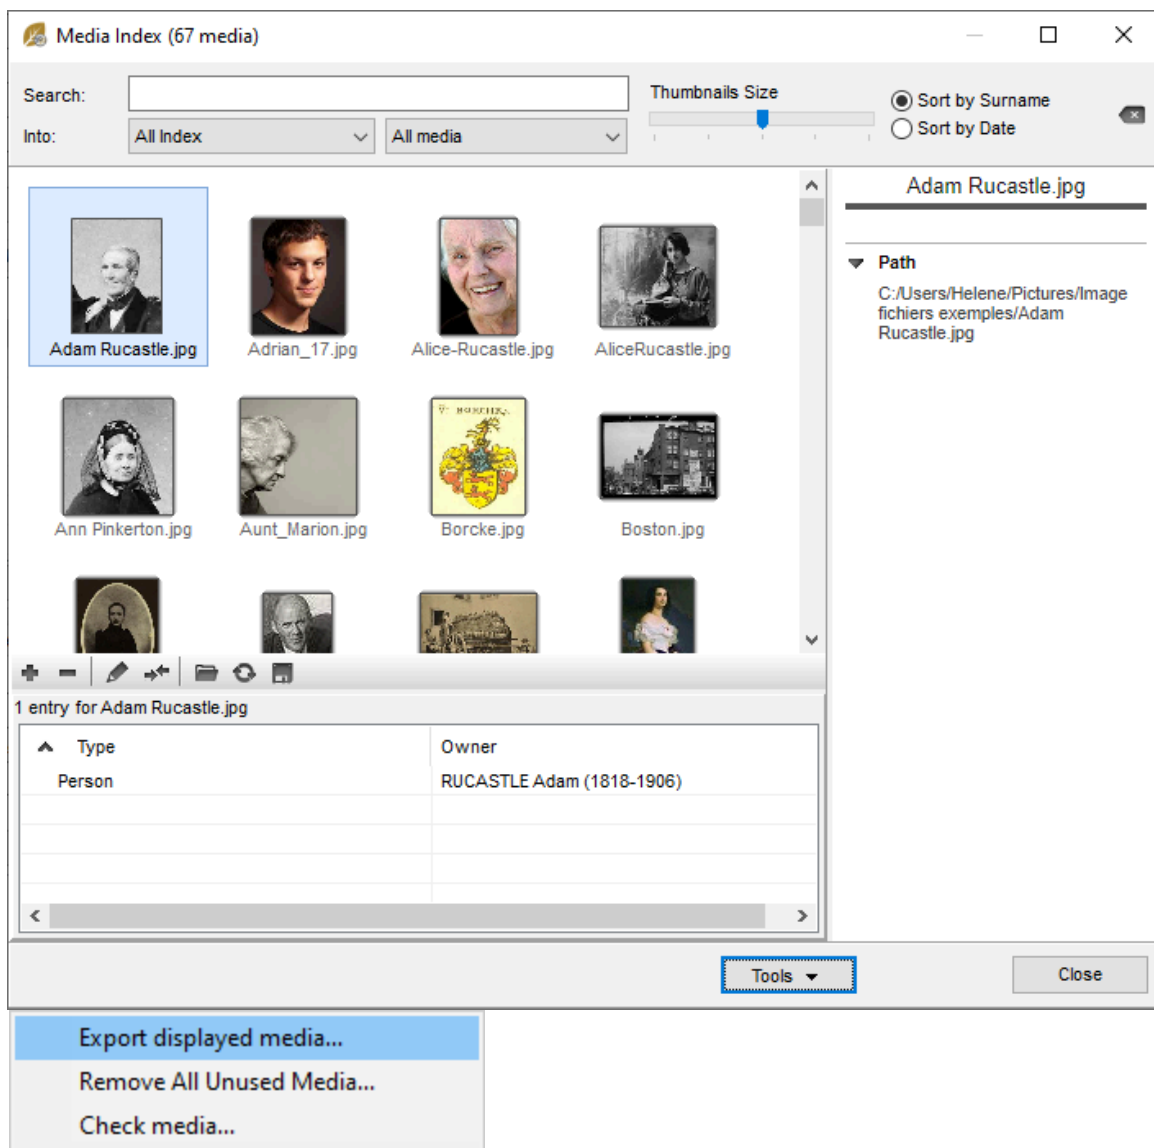 Media Index (67 media)
Search:
Thumbnails Size
Sort by Surname
Into:
All Index
All media
Sort by Date
Adam Rucastle.jpg
Adrian_17.jpg
Alice-Rucastle.jpg
AliceRucastle.jpg
Ann Pinkerton.jpg
Aunt_Marion.jpg
Borcke.jpg
Boston.jpg
Adam Rucastle.jpg
Path
C:/Users/Helene/Pictures/Image
fichiers exemples/Adam
Rucastle.jpg
1 entry for Adam Rucastle.jpg
Type
Owner
Person
RUCASTLE Adam (1818-1906)
Tools
Close
Export displayed media...
Remove All Unused Media...
Check media...